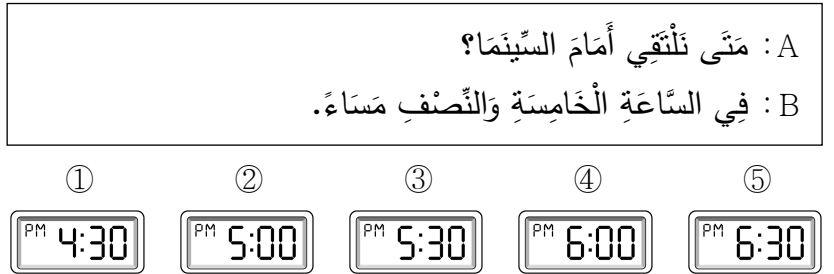 A : مَتَى نَلْتَقِي أَمَامَ السِّينَمَا؟
B : فِي السَّاعَةِ الْخَامِسَةِ وَالنِّصْفِ مَسَاءً.
① ② ③ ④ ⑤
PM 4:30 PM 5:00 PM 5:30 PM 6:00 PM 6:30